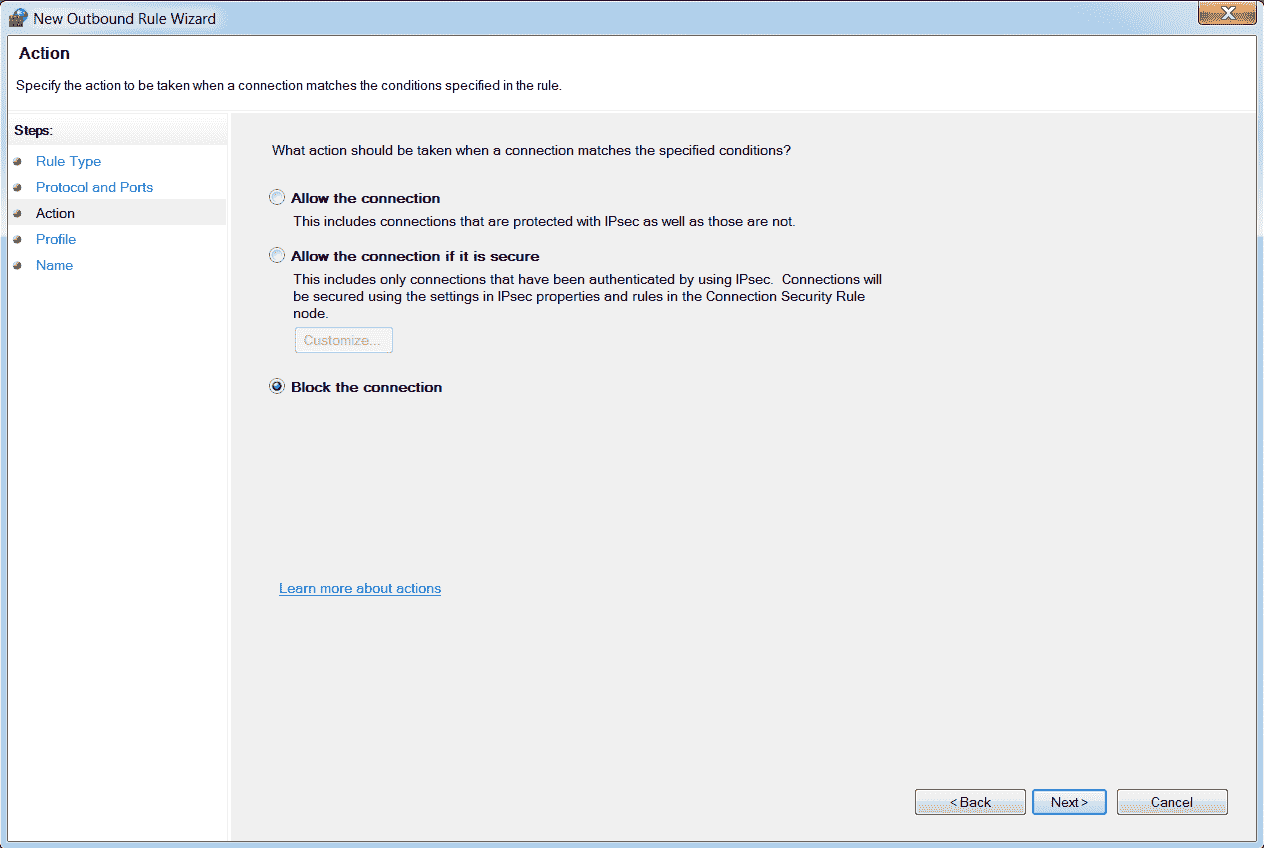 New Outbound Rule Wizard
Action
Specify the action to be taken when a connection matches the conditions specified in the rule.
Steps:
Rule Type
Protocol and Ports
Action
Profile
Name
What action should be taken when a connection matches the specified conditions?
Allow the connection
This includes connections that are protected with IPsec as well as those are not.
Allow the connection if it is secure
This includes only connections that have been authenticated by using IPsec. Connections will
be secured using the settings in IPsec properties and rules in the Connection Security Rule
node.
Customize...
Block the connection
Learn more about actions
< Back
Next >
Cancel